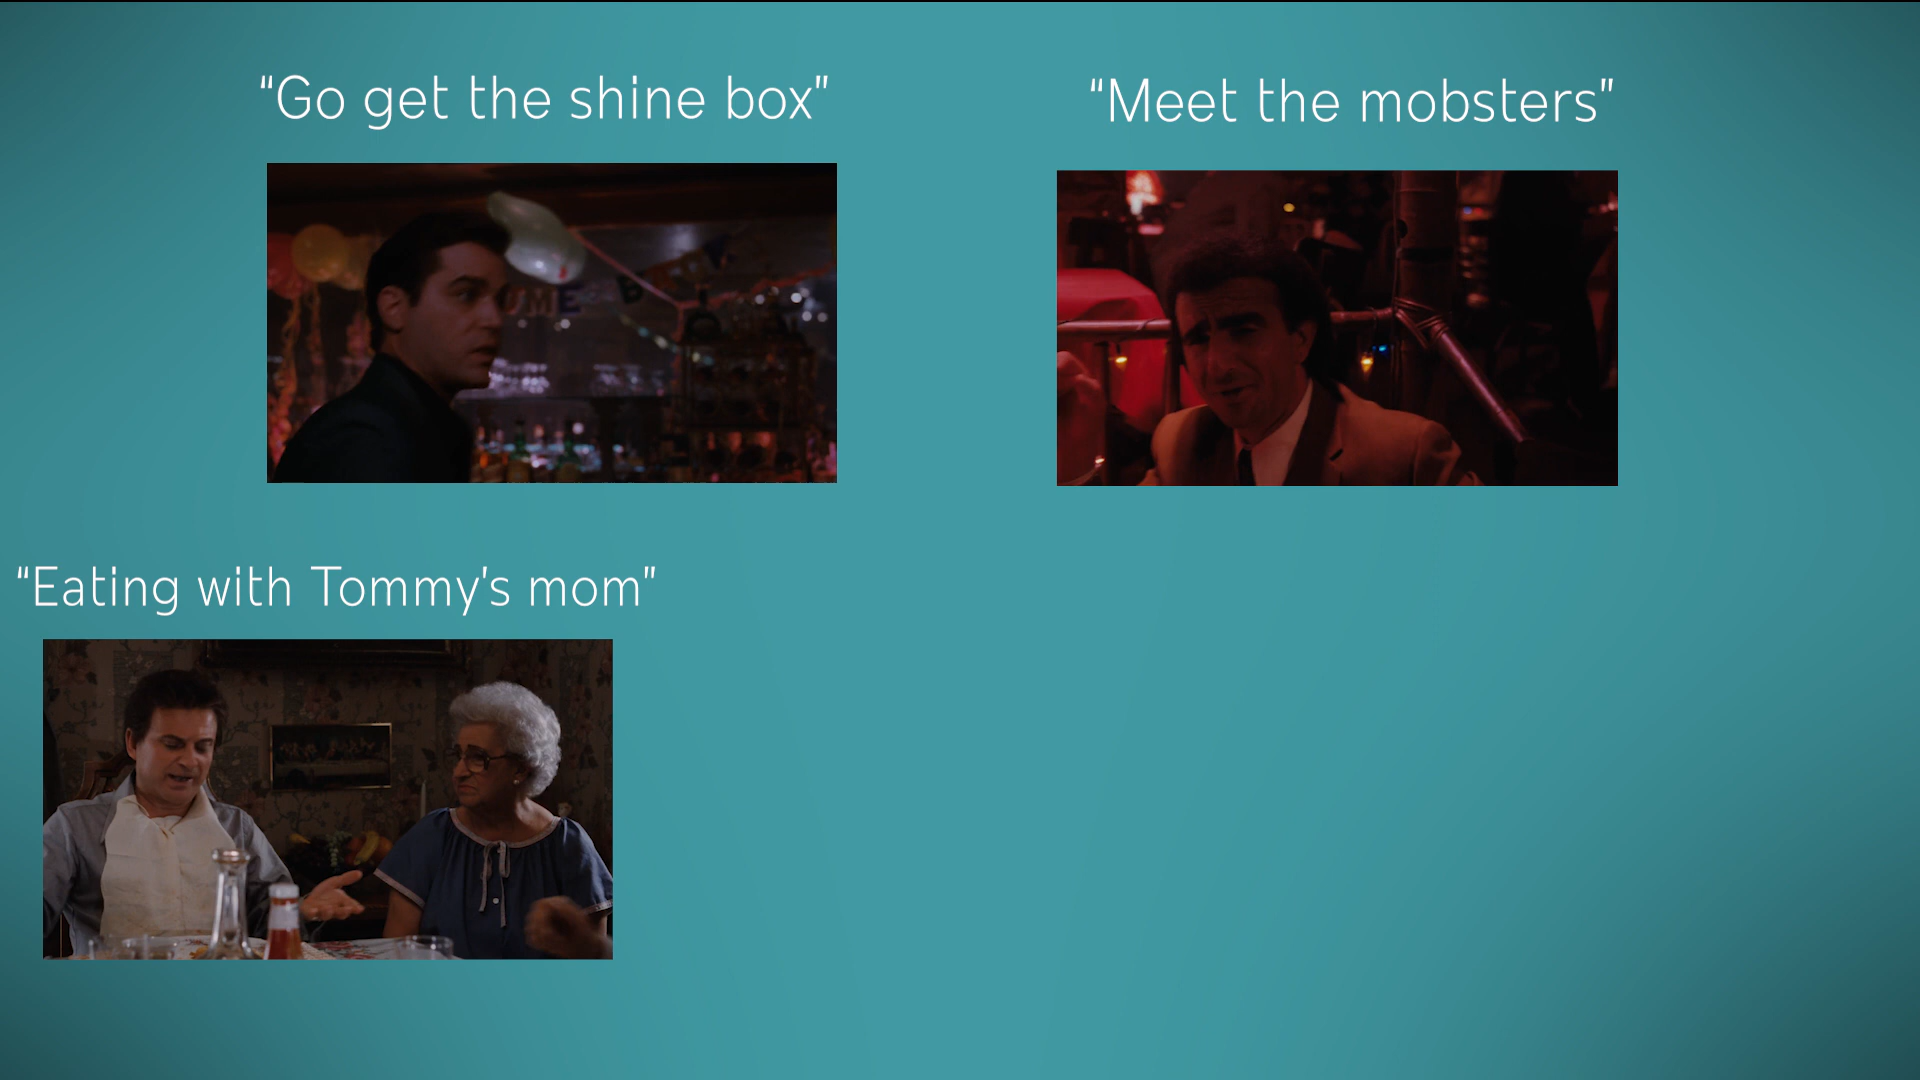 “Go get the shine box”
“Meet the mobsters”
“Eating with Tommy’s mom”